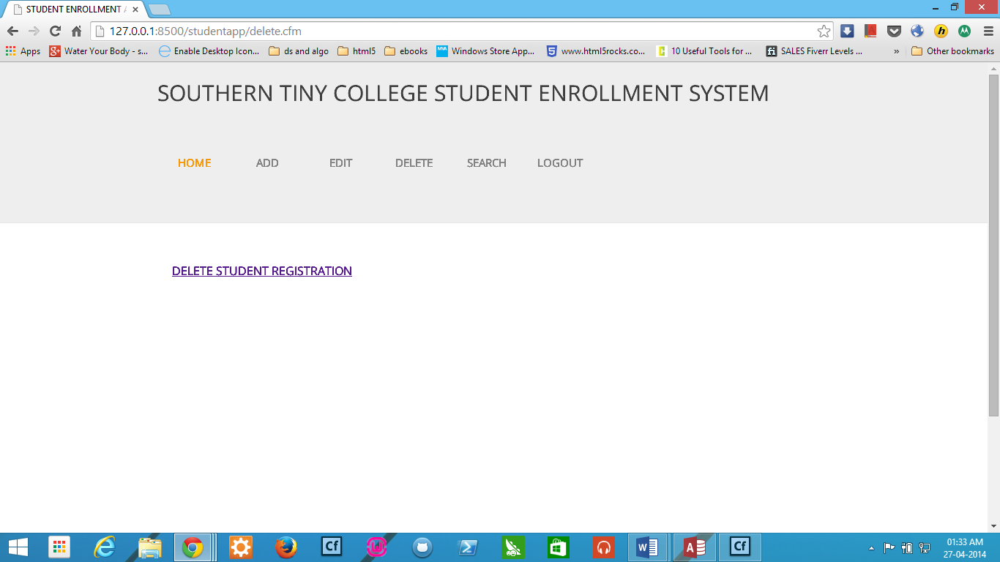 STUDENT ENROLLMENT A
127.0.0.1:8500/studentapp/delete.cfm
Apps Water Your Body - s... Enable Desktop Icon... ds and algo html5 ebooks Windows Store App... www.html5rocks.co... 10 Useful Tools for ... SALES Fiverr Levels ... » Other bookmarks
SOUTHERN TINY COLLEGE STUDENT ENROLLMENT SYSTEM
HOME ADD EDIT DELETE SEARCH LOGOUT
DELETE STUDENT REGISTRATION
01:33 AM
27-04-2014